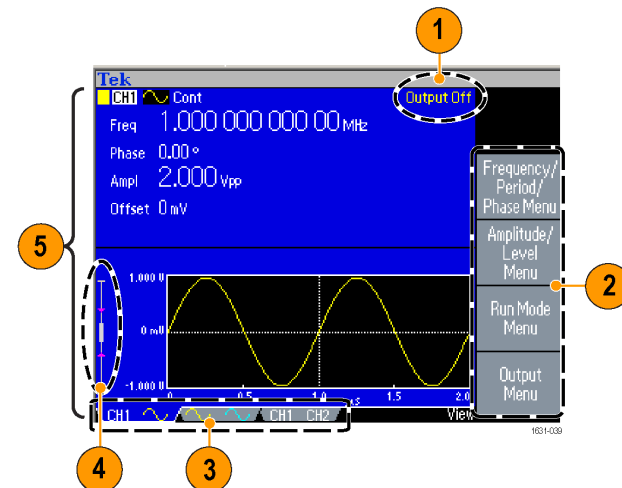 1
Tek
CH1 Cont
Output Off
Freq 1.000 000 000 00 MHz
Phase 0.00 °
Ampl 2.000 Vpp
Offset 0 mV
Frequency/
Period/
Phase Menu
Amplitude/
Level
Menu
Run Mode
Menu
Output
Menu
5
2
1.000 U
0 mU
-1.000 U
0 0.5 1.0 1.5 2.0
µs
CH1 CH1 CH2 View
1631-039
4
3